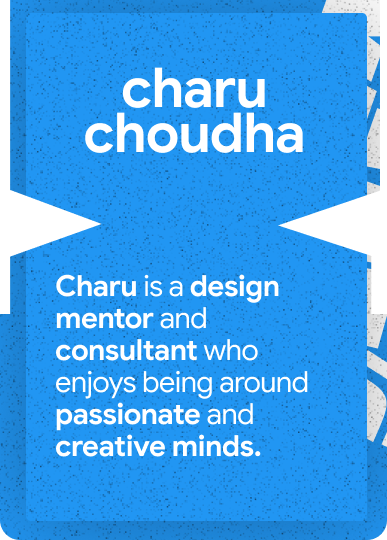 charu
choudha
Charu is a design
mentor and
consultant who
enjoys being around
passionate and
creative minds.